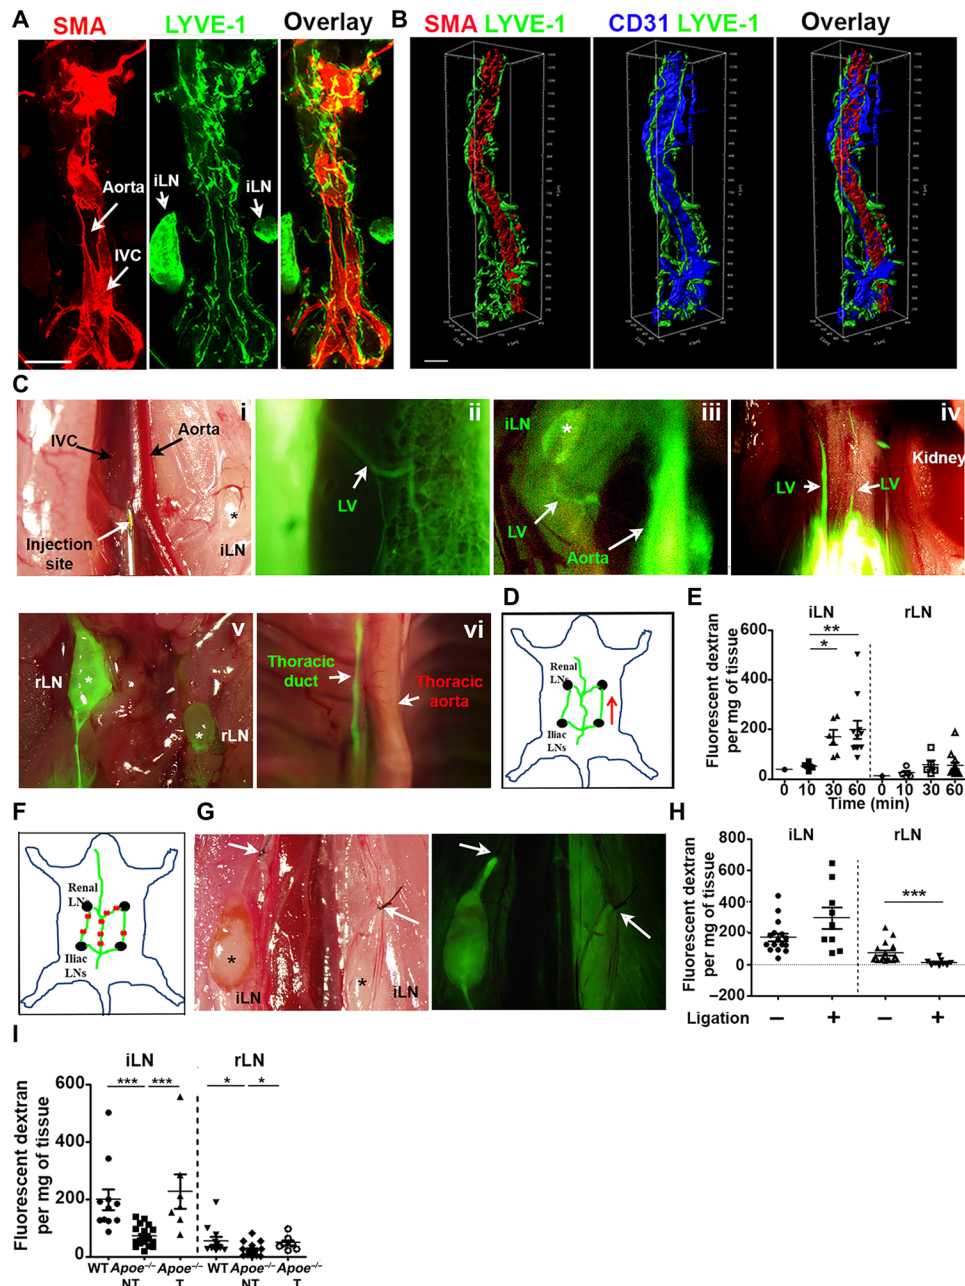 A
SMA
LYVE-1
Overlay
Aorta
IVC
iLN
iLN
B
SMA LYVE-1
CD31 LYVE-1
Overlay
C
i
IVC
Aorta
Injection
site
*
iLN
ii
LV
iii
iLN
*
LV
Aorta
iv
Kidney
LV
LV
v
rLN
*
rLN
*
vi
Thoracic
duct
Thoracic
aorta
D
Renal
LNs
Iliac
LNs
E
iLN
rLN
**
*
Fluorescent dextran
per mg of tissue
600
400
200
0
0 10 30 60 0 10 30 60
Time (min)
F
Renal
LNs
Iliac
LNs
G
*
iLN
*
iLN
H
iLN
rLN
***
Fluorescent dextran
per mg of tissue
800
600
400
200
0
−200
Ligation − + − +
I
iLN
rLN
*** ***
* *
Fluorescent dextran
per mg of tissue
600
400
200
0
WT Apoe−/− Apoe−/− WT Apoe−/− Apoe−/−
NT T NT T